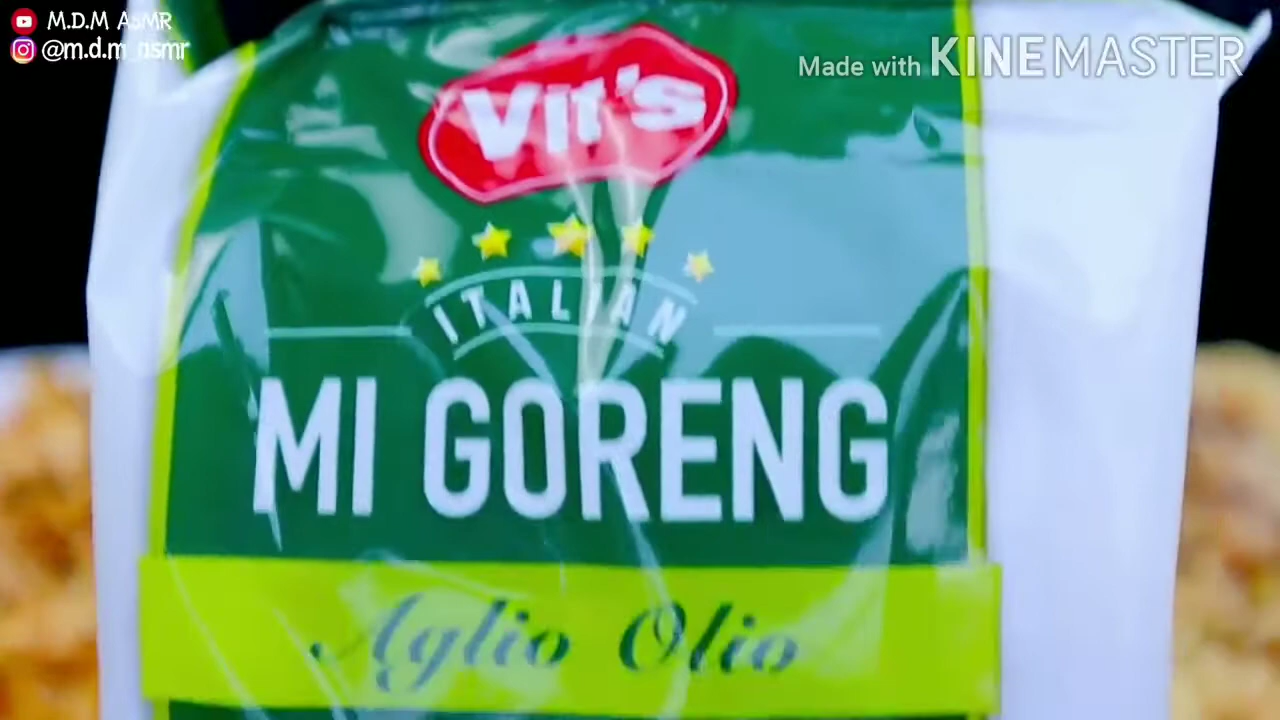 M.D.M ASMR
@m.d.m_asmr
Made with KINEMASTER
Vit's
ITALIAN
MI GORENG
Aglio Olio